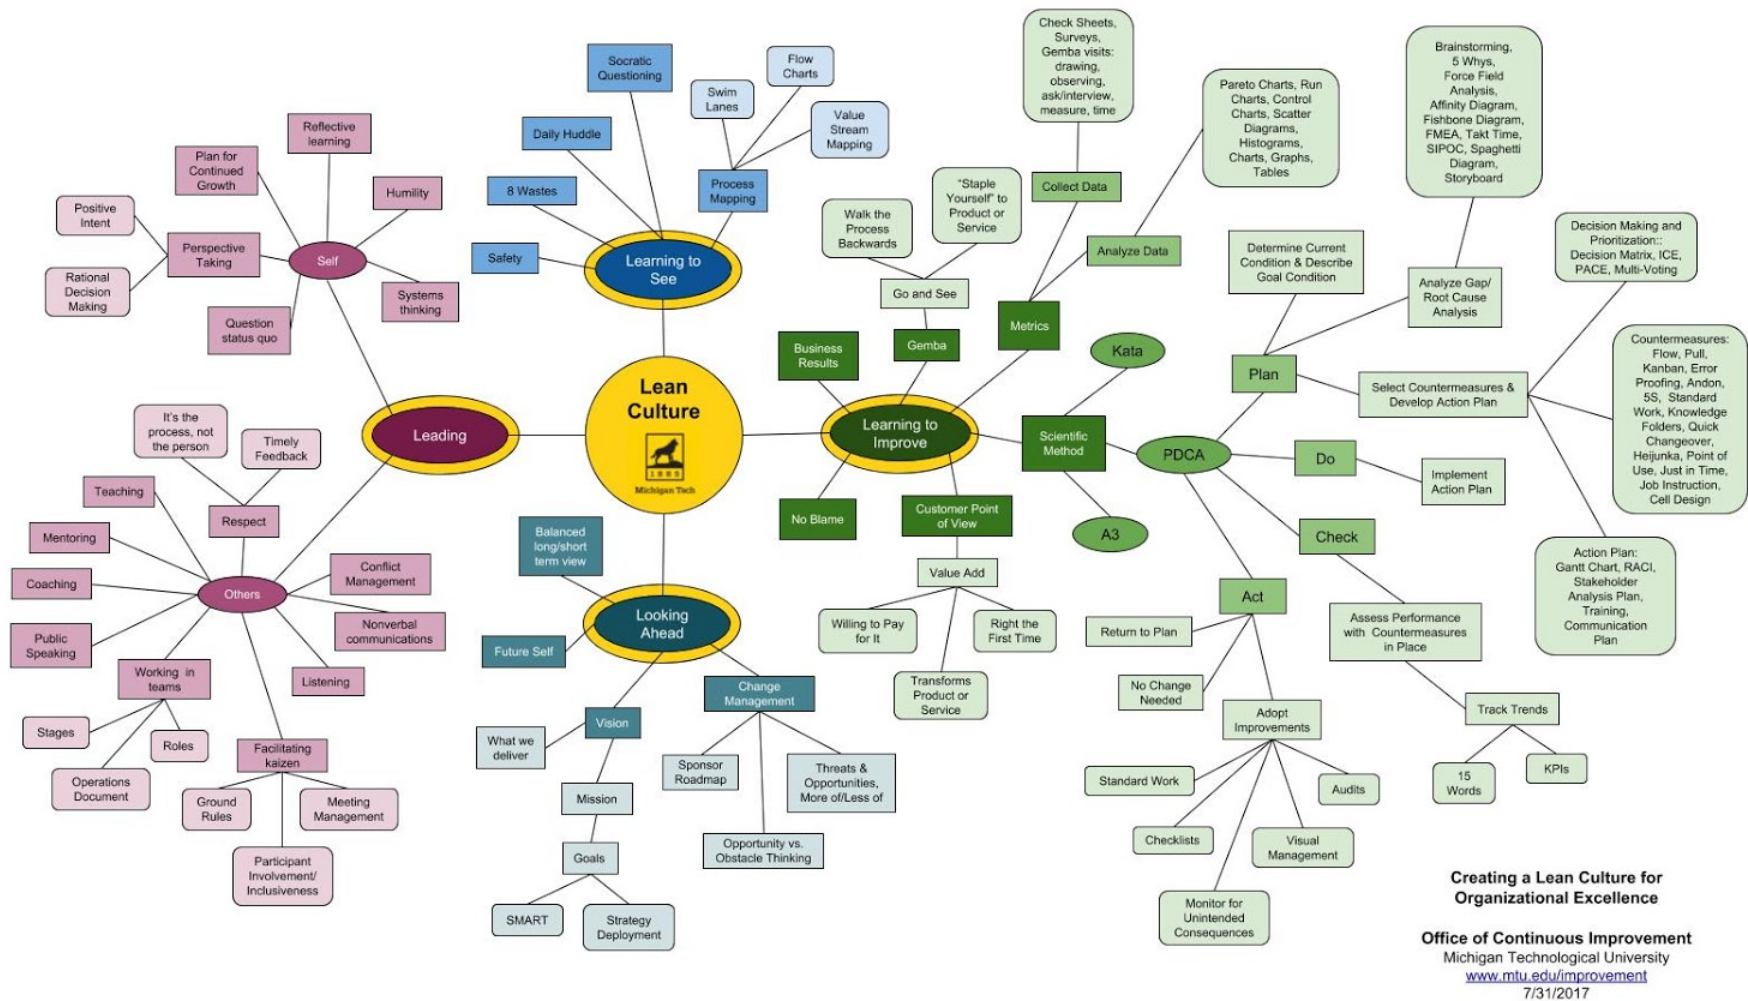 Lean
Culture
1885
Michigan Tech
Learning to
See
Safety
8 Wastes
Daily Huddle
Socratic
Questioning
Process
Mapping
Swim
Lanes
Flow
Charts
Value
Stream
Mapping
Leading
Self
Reflective
learning
Plan for
Continued
Growth
Humility
Perspective
Taking
Positive
Intent
Rational
Decision
Making
Question
status quo
Systems
thinking
Others
Respect
It's the
process, not
the person
Timely
Feedback
Teaching
Mentoring
Coaching
Public
Speaking
Working in
teams
Stages
Operations
Document
Roles
Facilitating
kaizen
Ground
Rules
Participant
Involvement/
Inclusiveness
Meeting
Management
Listening
Nonverbal
communications
Conflict
Management
Looking
Ahead
Balanced
long/short
term view
Future Self
Vision
What we
deliver
Mission
Goals
SMART
Strategy
Deployment
Change
Management
Sponsor
Roadmap
Opportunity vs.
Obstacle Thinking
Threats &
Opportunities,
More of/Less of
Learning to
Improve
Business
Results
No Blame
Gemba
Go and See
Walk the
Process
Backwards
"Staple
Yourself" to
Product or
Service
Metrics
Collect Data
Check Sheets,
Surveys,
Gemba visits:
drawing,
observing,
ask/interview,
measure, time
Analyze Data
Pareto Charts, Run
Charts, Control
Charts, Scatter
Diagrams,
Histograms,
Charts, Graphs,
Tables
Customer Point
of View
Value Add
Willing to Pay
for It
Transforms
Product or
Service
Right the
First Time
Scientific
Method
Kata
A3
PDCA
Plan
Determine Current
Condition & Describe
Goal Condition
Analyze Gap/
Root Cause
Analysis
Brainstorming,
5 Whys,
Force Field
Analysis,
Affinity Diagram,
Fishbone Diagram,
FMEA, Takt Time,
SIPOC, Spaghetti
Diagram,
Storyboard
Select Countermeasures &
Develop Action Plan
Decision Making and
Prioritization::
Decision Matrix, ICE,
PACE, Multi-Voting
Countermeasures:
Flow, Pull,
Kanban, Error
Proofing, Andon,
5S, Standard
Work, Knowledge
Folders, Quick
Changeover,
Heijunka, Point of
Use, Just in Time,
Job Instruction,
Cell Design
Action Plan:
Gantt Chart, RACI,
Stakeholder
Analysis Plan,
Training,
Communication
Plan
Do
Implement
Action Plan
Check
Assess Performance
with Countermeasures
in Place
Track Trends
15
Words
KPIs
Act
Return to Plan
No Change
Needed
Adopt
Improvements
Standard Work
Checklists
Monitor for
Unintended
Consequences
Visual
Management
Audits
Creating a Lean Culture for
Organizational Excellence
Office of Continuous Improvement
Michigan Technological University
www.mtu.edu/improvement
7/31/2017